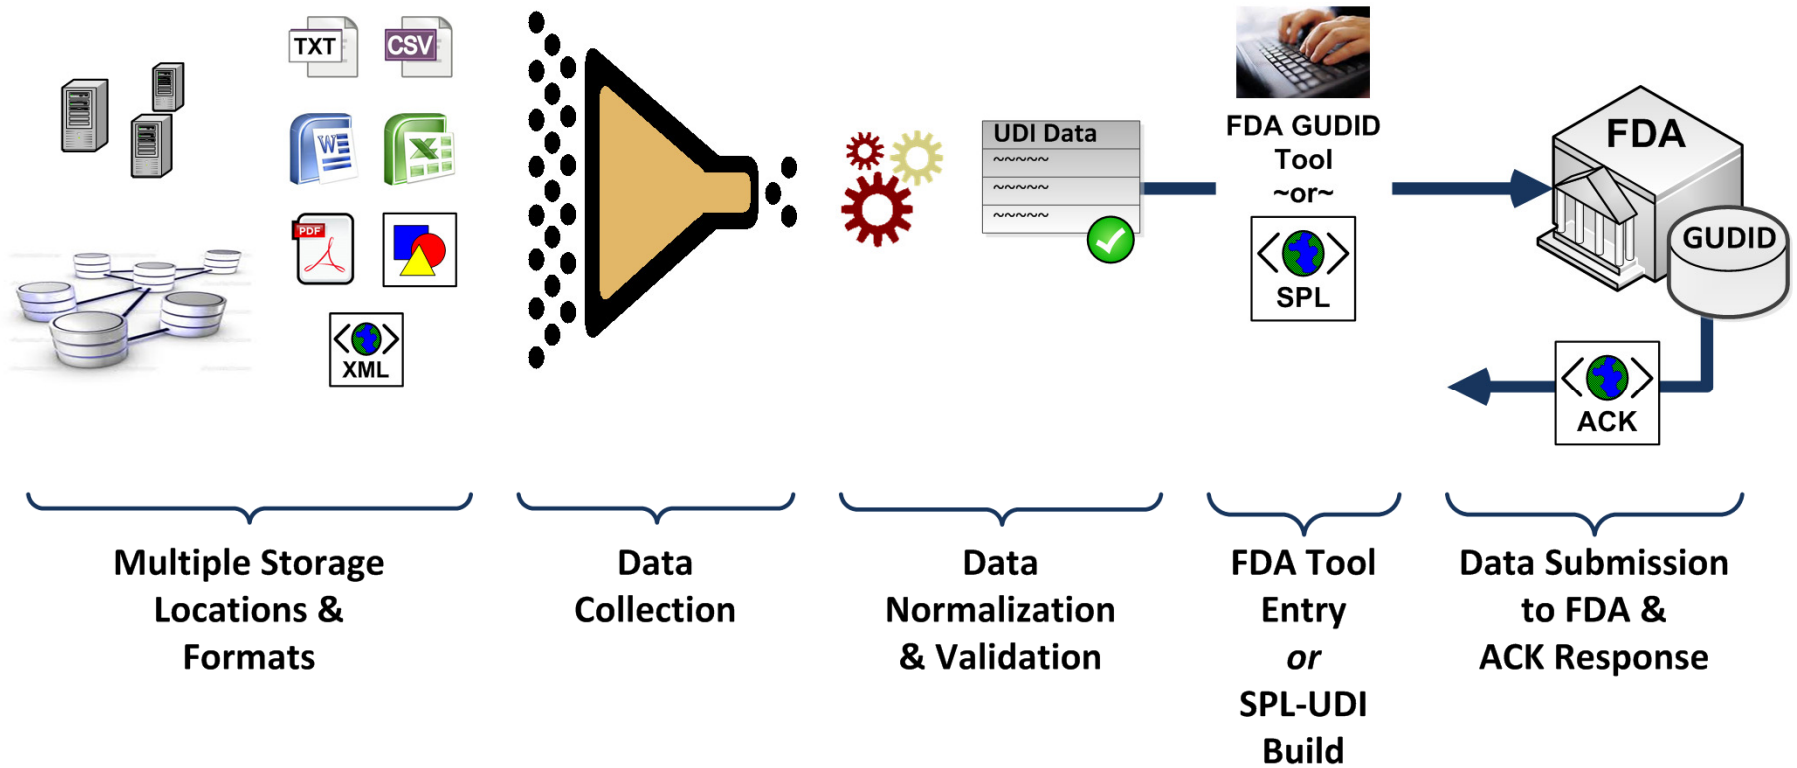 TXT
CSV
W
X
PDF
XML
UDI Data
~~~~~
~~~~~
~~~~~
FDA GUDID
Tool
~or~
< >
SPL
FDA
GUDID
< >
ACK
Multiple Storage
Locations &
Formats
Data
Collection
Data
Normalization
& Validation
FDA Tool
Entry
or
SPL-UDI
Build
Data Submission
to FDA &
ACK Response